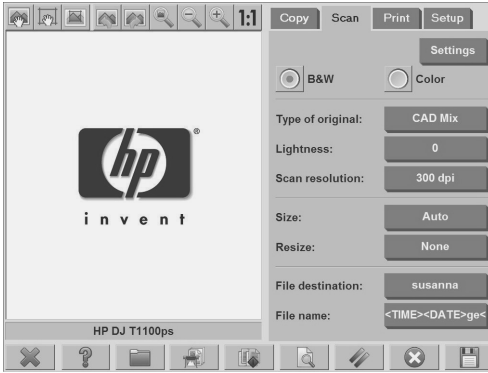 1:1
Copy Scan Print Setup
Settings
B&W Color
Type of original: CAD Mix
Lightness: 0
Scan resolution: 300 dpi
Size: Auto
Resize: None
File destination: susanna
File name: <TIME><DATE>ge<
hp ®
invent
HP DJ T1100ps
?